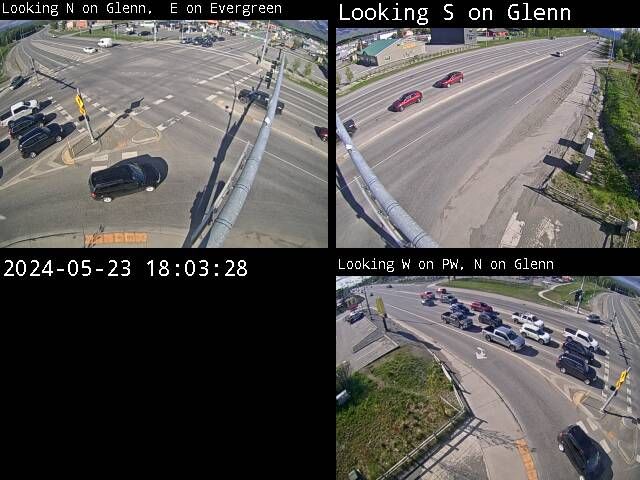 Looking N on Glenn, E on Evergreen
Looking S on Glenn
2024-05-23 18:03:28
Looking W on PW, N on Glenn